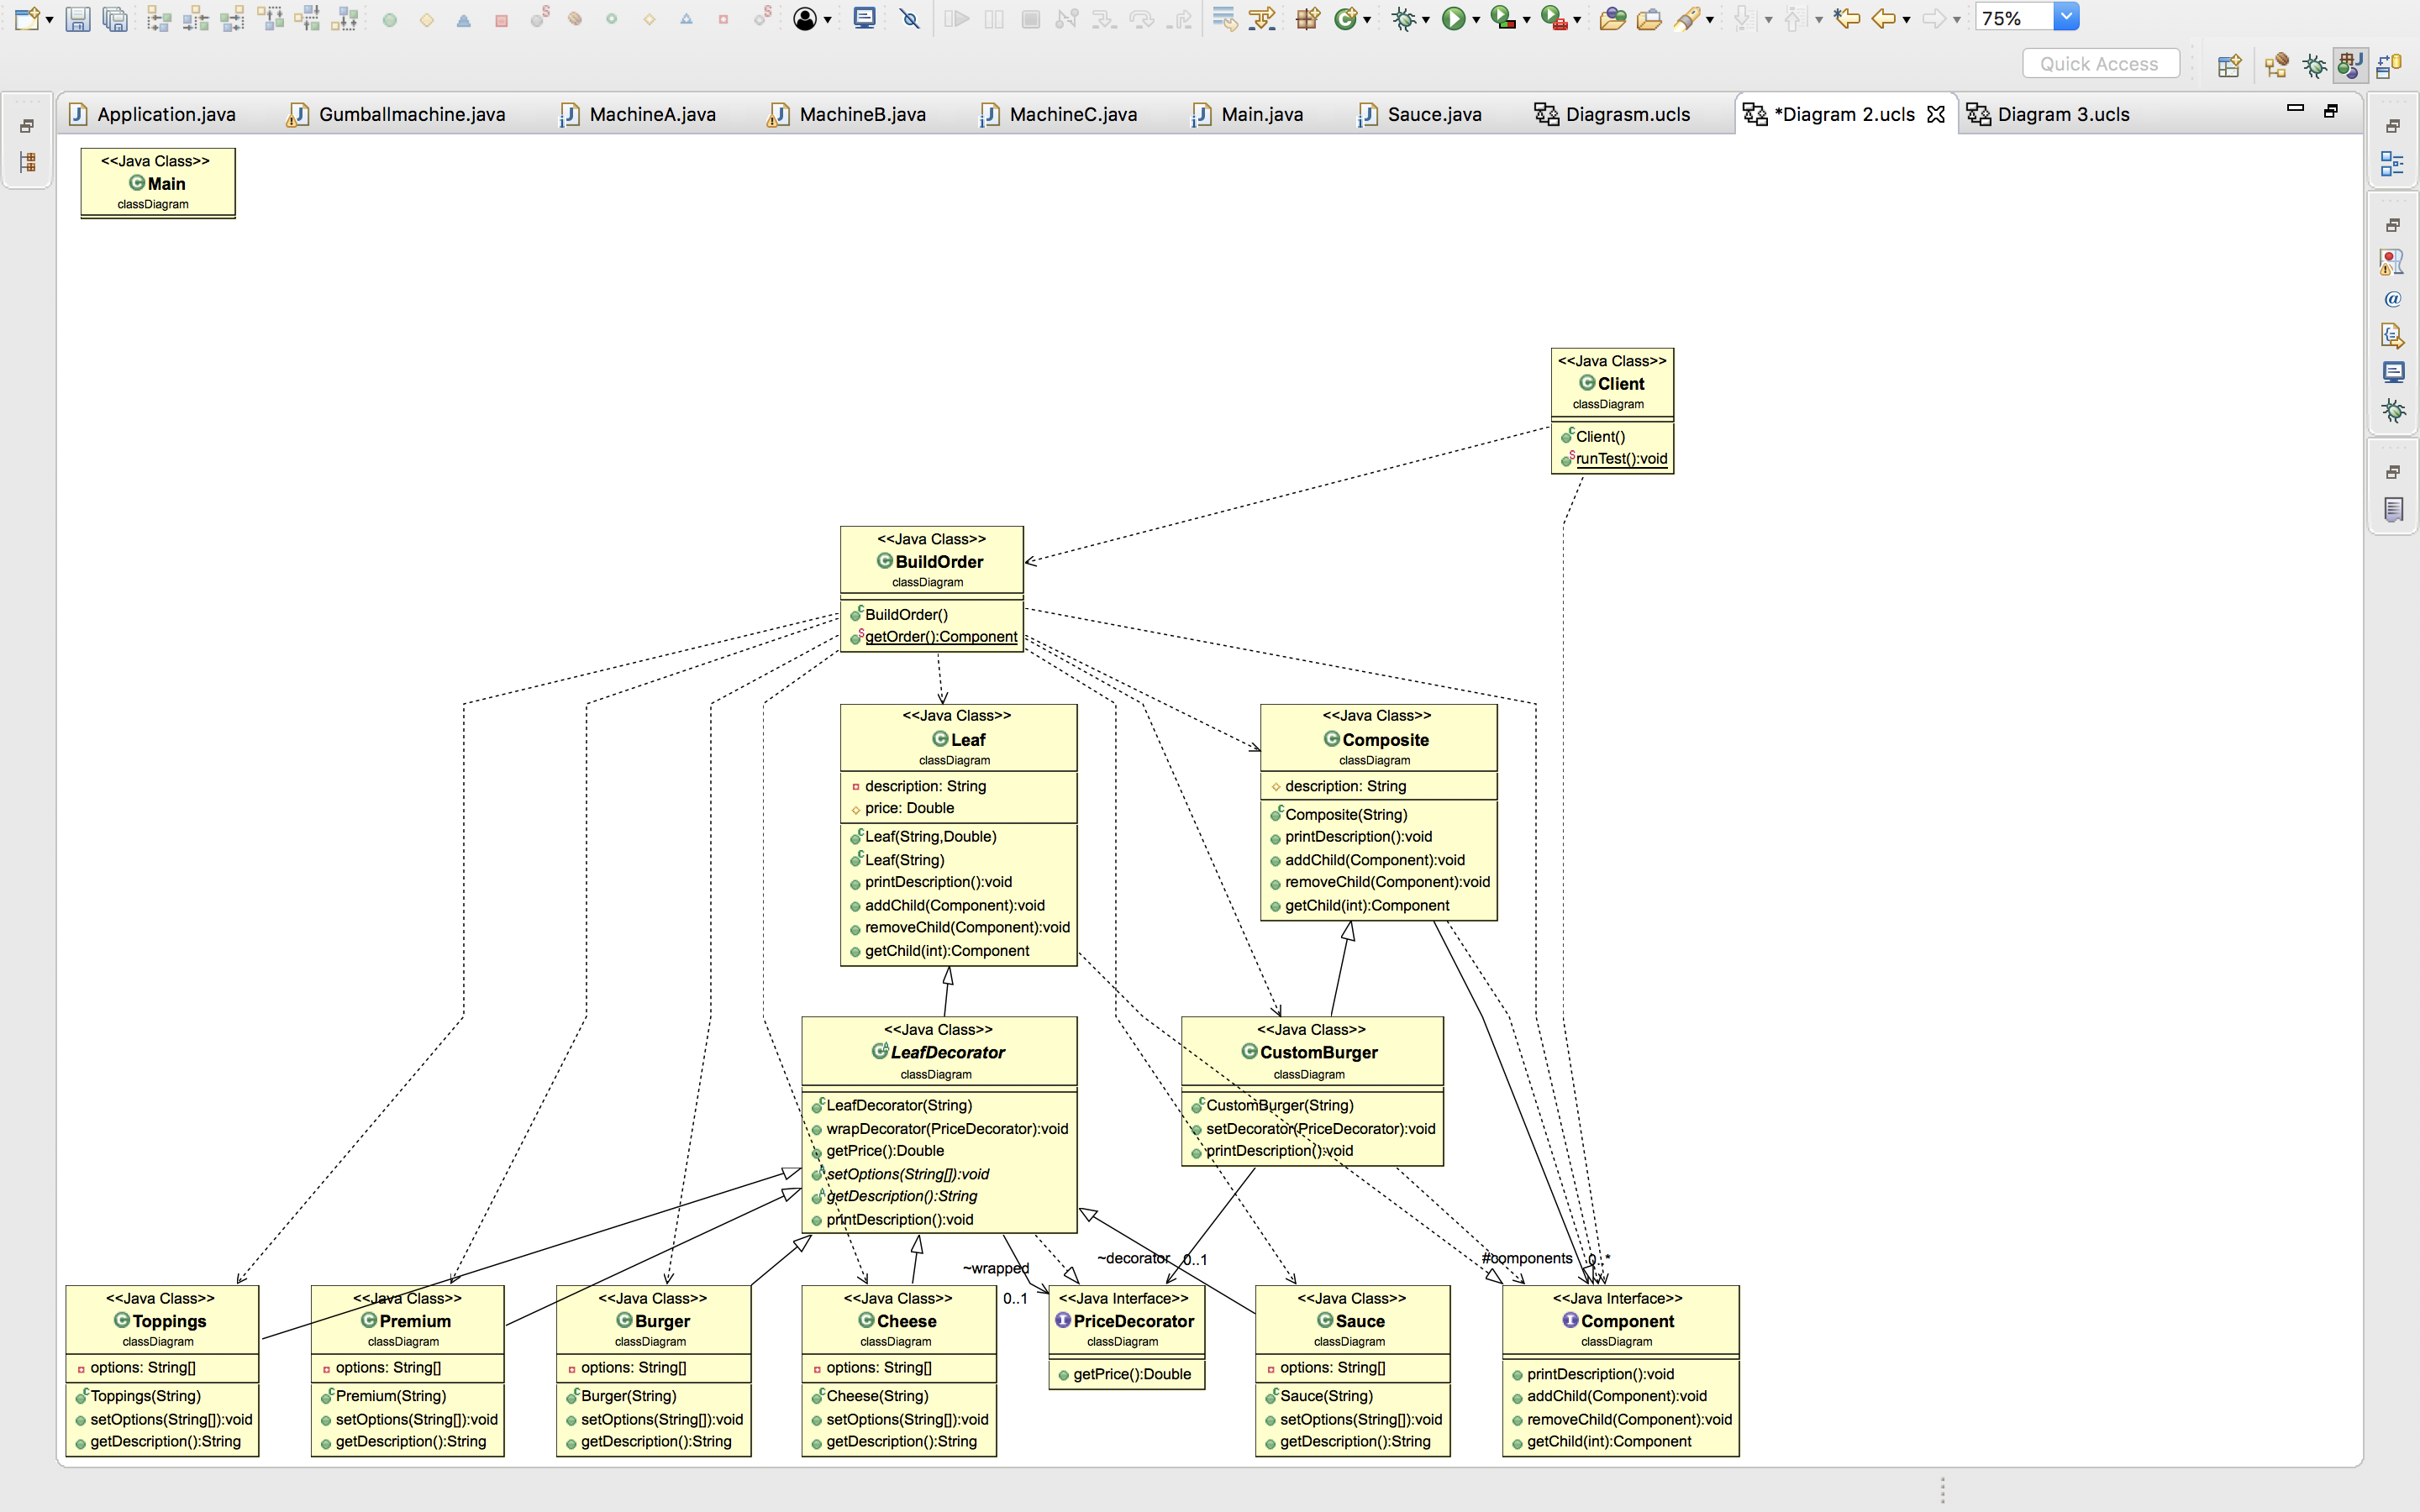 75%
Quick Access
Application.java
Gumballmachine.java
MachineA.java
MachineB.java
MachineC.java
Main.java
Sauce.java
Diagrasm.ucls
*Diagram 2.ucls
Diagram 3.ucls
<<Java Class>>
Main
classDiagram
<<Java Class>>
Client
classDiagram
Client()
runTest():void
<<Java Class>>
BuildOrder
classDiagram
BuildOrder()
getOrder():Component
<<Java Class>>
Leaf
classDiagram
description: String
price: Double
Leaf(String,Double)
Leaf(String)
printDescription():void
addChild(Component):void
removeChild(Component):void
getChild(int):Component
<<Java Class>>
Composite
classDiagram
description: String
Composite(String)
printDescription():void
addChild(Component):void
removeChild(Component):void
getChild(int):Component
<<Java Class>>
LeafDecorator
classDiagram
LeafDecorator(String)
wrapDecorator(PriceDecorator):void
getPrice():Double
setOptions(String[]):void
getDescription():String
printDescription():void
<<Java Class>>
CustomBurger
classDiagram
CustomBurger(String)
setDecorator(PriceDecorator):void
printDescription():void
~wrapped
0..1
~decorator
0..1
#components
0..*
<<Java Class>>
Toppings
classDiagram
options: String[]
Toppings(String)
setOptions(String[]):void
getDescription():String
<<Java Class>>
Premium
classDiagram
options: String[]
Premium(String)
setOptions(String[]):void
getDescription():String
<<Java Class>>
Burger
classDiagram
options: String[]
Burger(String)
setOptions(String[]):void
getDescription():String
<<Java Class>>
Cheese
classDiagram
options: String[]
Cheese(String)
setOptions(String[]):void
getDescription():String
<<Java Interface>>
PriceDecorator
classDiagram
getPrice():Double
<<Java Class>>
Sauce
classDiagram
options: String[]
Sauce(String)
setOptions(String[]):void
getDescription():String
<<Java Interface>>
Component
classDiagram
printDescription():void
addChild(Component):void
removeChild(Component):void
getChild(int):Component